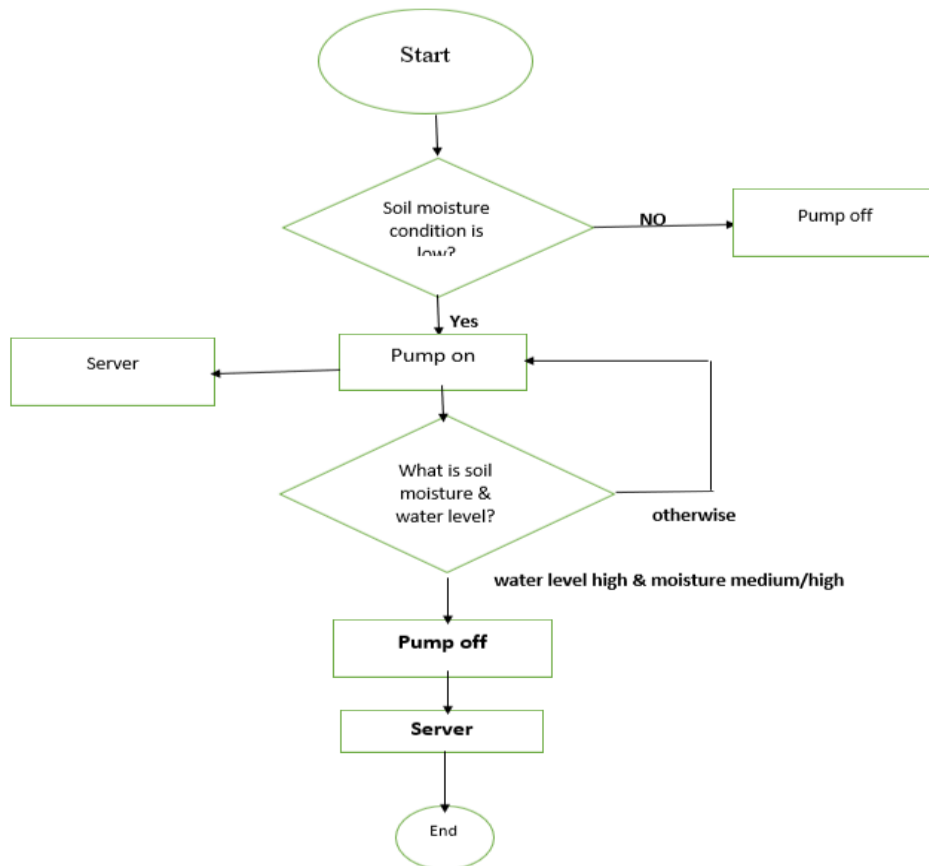 Start
Soil moisture
condition is
low?
NO
Pump off
Yes
Pump on
Server
What is soil
moisture &
water level?
otherwise
water level high & moisture medium/high
Pump off
Server
End